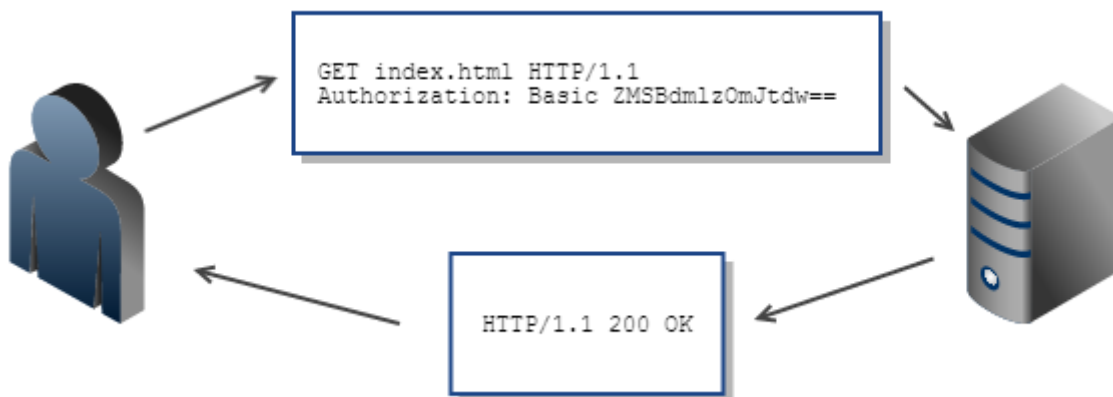 GET index.html HTTP/1.1
Authorization: Basic ZMSBdmlzOmJtdw==
HTTP/1.1 200 OK